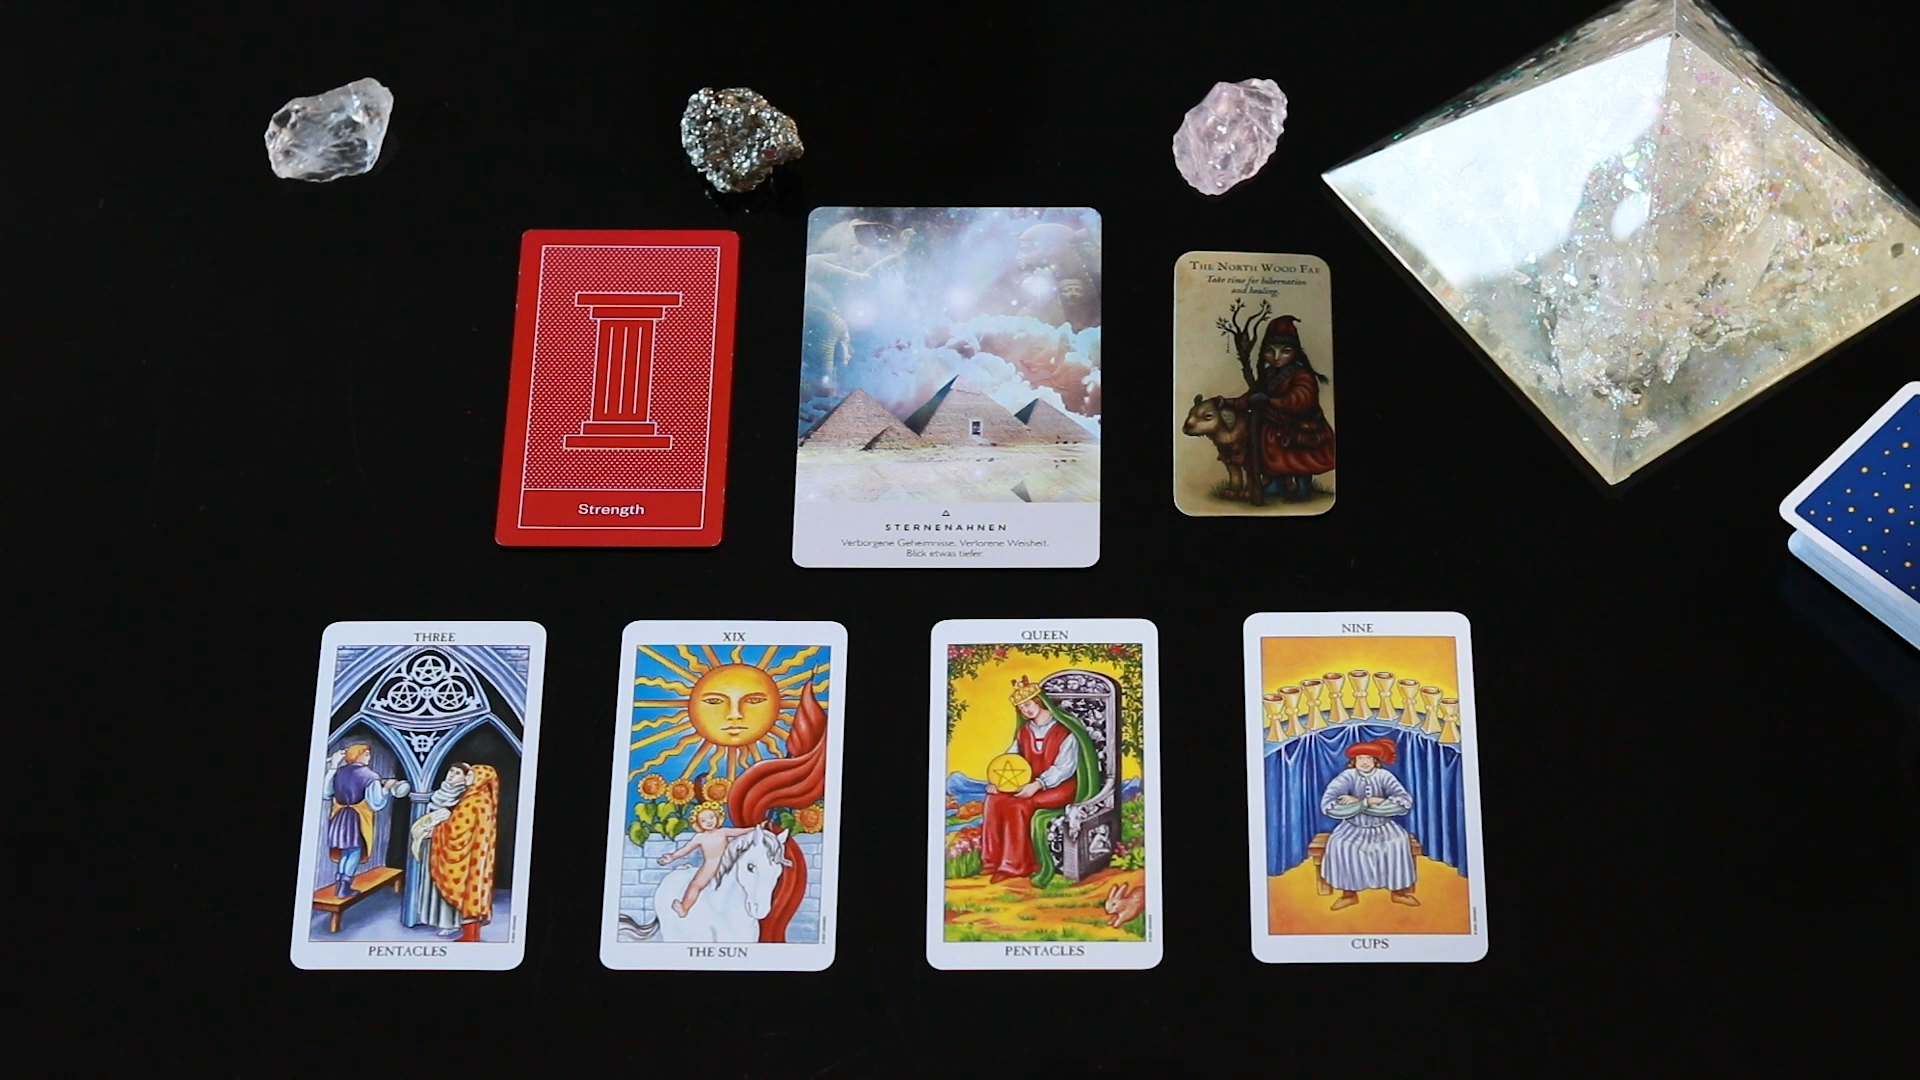 Strength
STERNENAHNEN
Verborgene Geheimnisse. Verlorene Weisheit.
Blick etwas tiefer.
THE NORTH WOOD FAE
Take time for hibernation
and healing.
THREE
PENTACLES
XIX
THE SUN
QUEEN
PENTACLES
NINE
CUPS